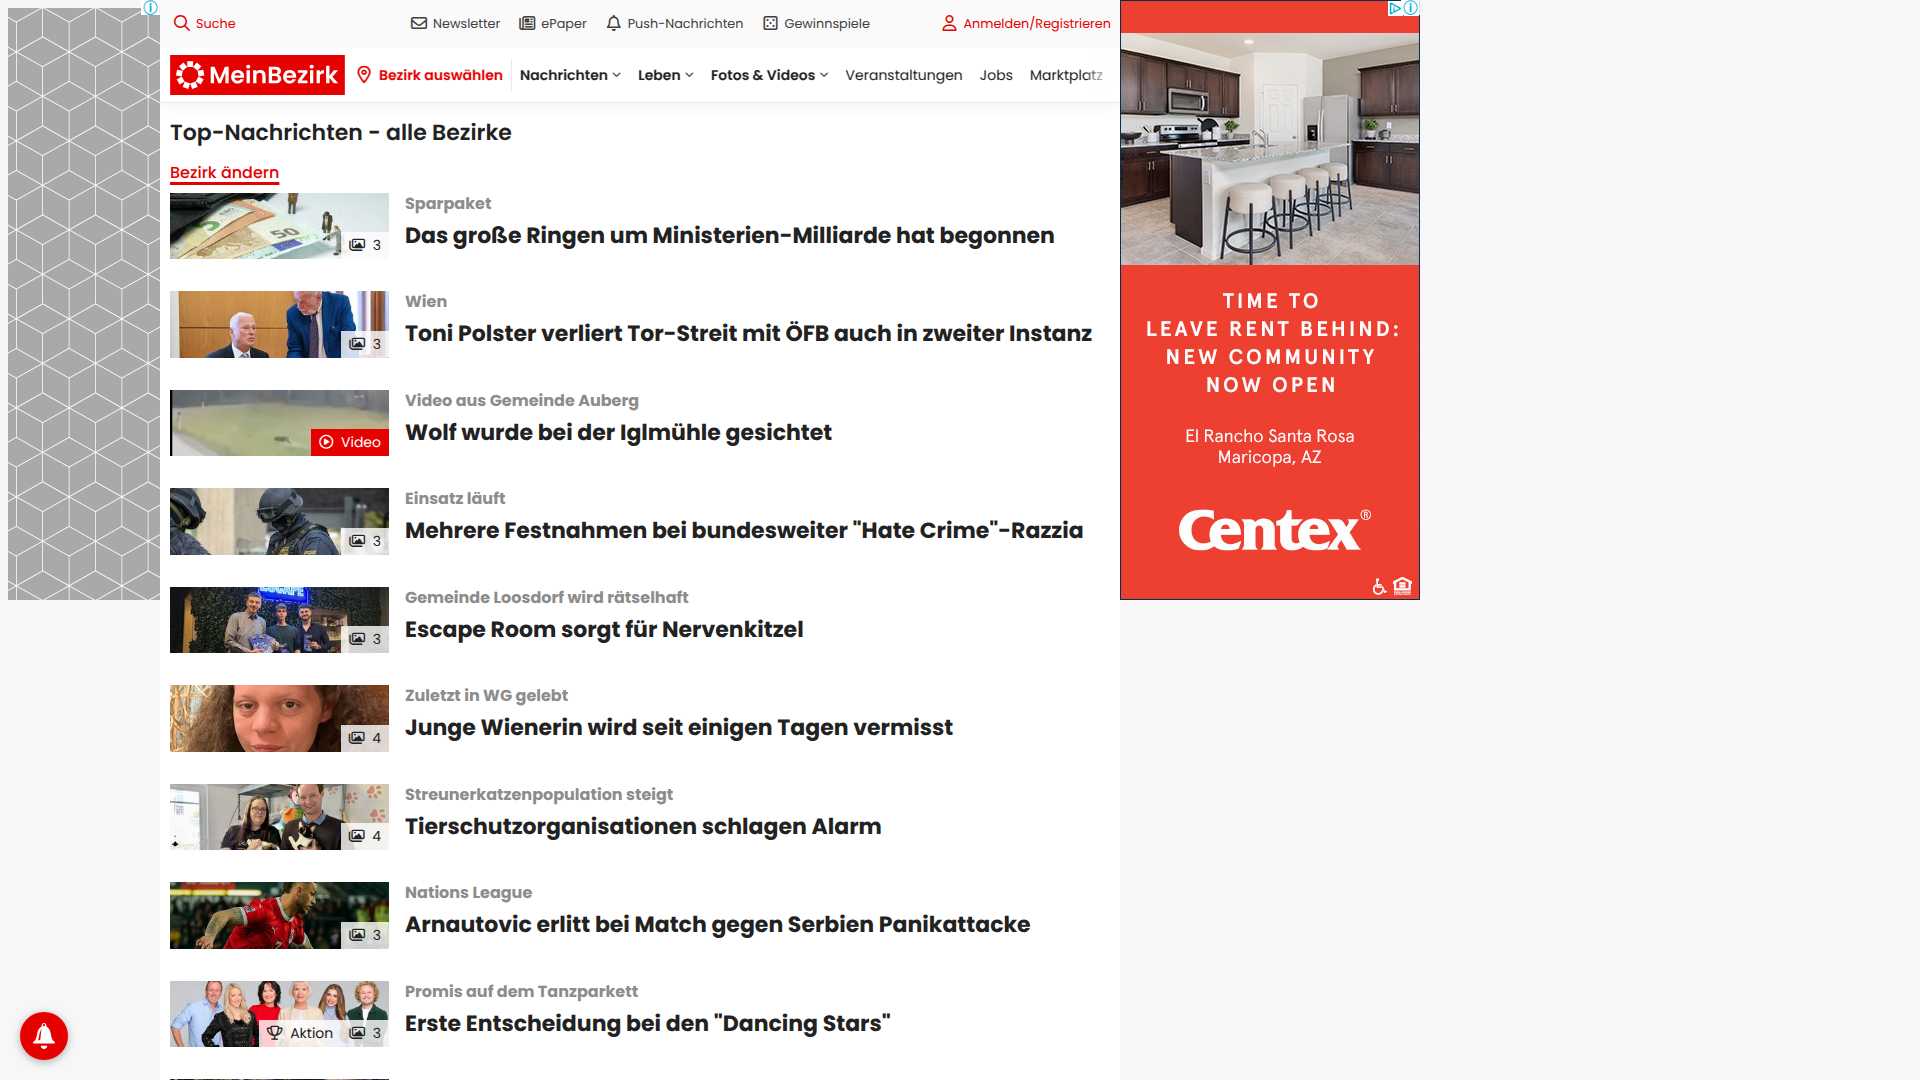 Suche
Newsletter
ePaper
Push-Nachrichten
Gewinnspiele
Anmelden/Registrieren
MeinBezirk
Bezirk auswählen
Nachrichten
Leben
Fotos & Videos
Veranstaltungen
Jobs
Marktplatz
Top-Nachrichten - alle Bezirke
Bezirk ändern
Sparpaket
Das große Ringen um Ministerien-Milliarde hat begonnen
50
3
Wien
Toni Polster verliert Tor-Streit mit ÖFB auch in zweiter Instanz
3
Video aus Gemeinde Auberg
Wolf wurde bei der Iglmühle gesichtet
Video
Einsatz läuft
Mehrere Festnahmen bei bundesweiter "Hate Crime"-Razzia
3
Gemeinde Loosdorf wird rätselhaft
Escape Room sorgt für Nervenkitzel
3
Zuletzt in WG gelebt
Junge Wienerin wird seit einigen Tagen vermisst
4
Streunerkatzenpopulation steigt
Tierschutzorganisationen schlagen Alarm
4
Nations League
Arnautovic erlitt bei Match gegen Serbien Panikattacke
3
Promis auf dem Tanzparkett
Erste Entscheidung bei den "Dancing Stars"
Aktion
3
TIME TO
LEAVE RENT BEHIND:
NEW COMMUNITY
NOW OPEN
El Rancho Santa Rosa
Maricopa, AZ
Centex®